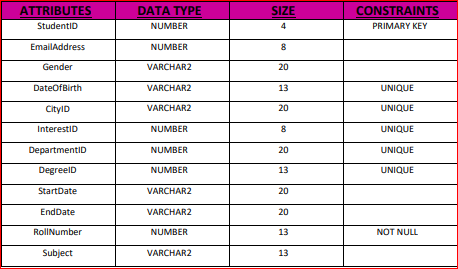 ATTRIBUTES DATA TYPE SIZE CONSTRAINTS
StudentID NUMBER 4 PRIMARY KEY
EmailAddress NUMBER 8
Gender VARCHAR2 20
DateOfBirth VARCHAR2 13 UNIQUE
CityID VARCHAR2 20 UNIQUE
InterestID NUMBER 8 UNIQUE
DepartmentID NUMBER 20 UNIQUE
DegreeID NUMBER 13 UNIQUE
StartDate VARCHAR2 20
EndDate VARCHAR2 20
RollNumber NUMBER 13 NOT NULL
Subject VARCHAR2 13